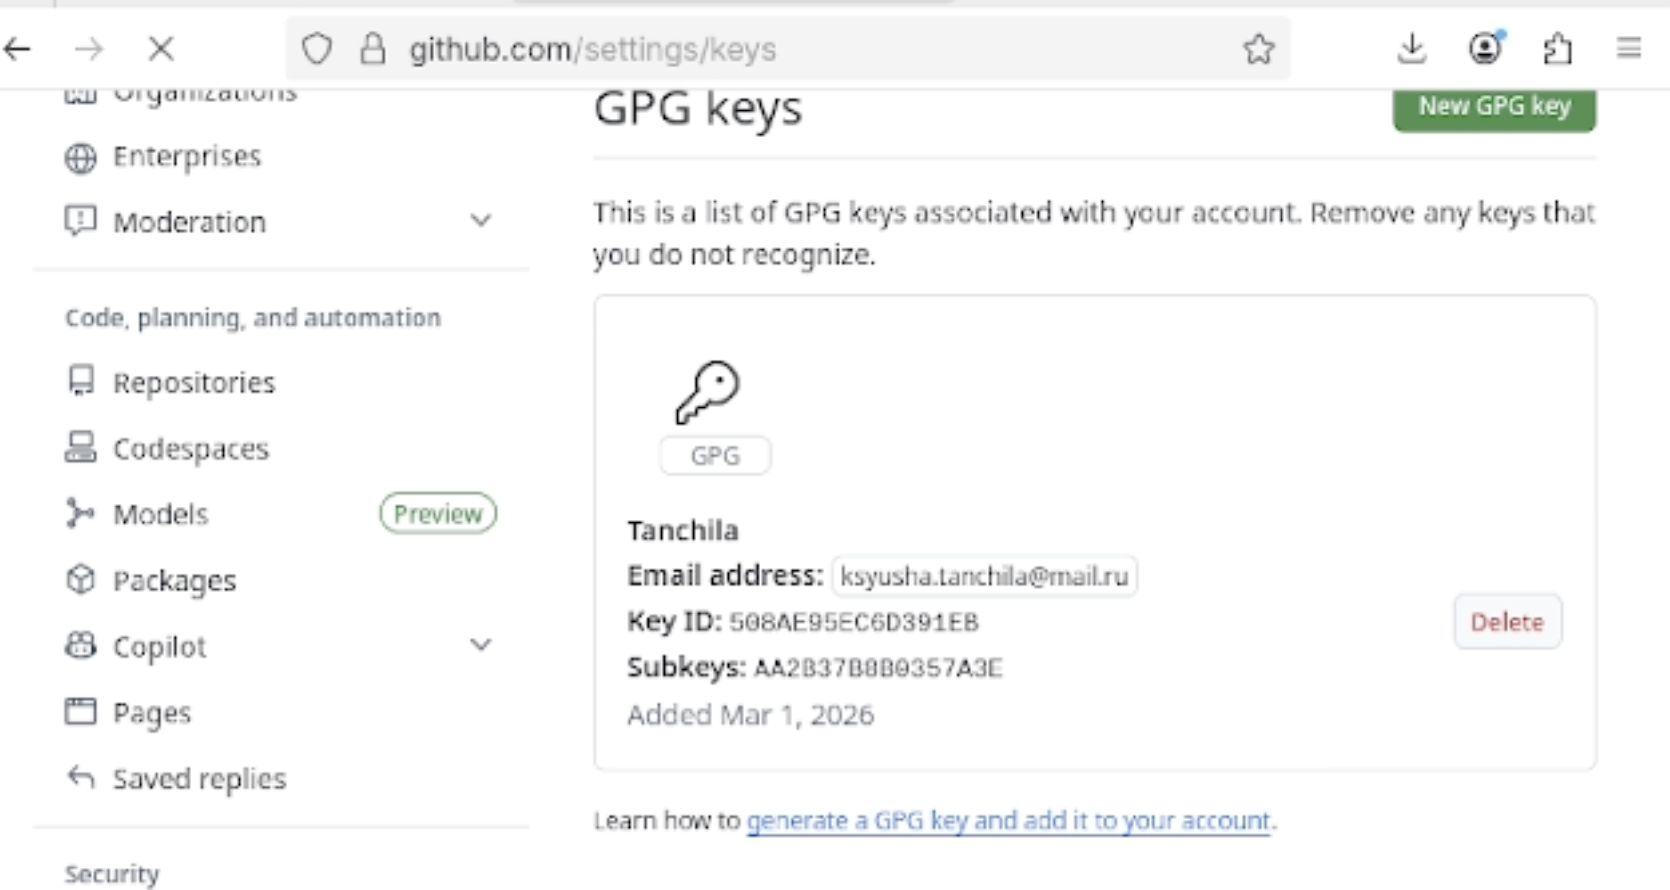 github.com/settings/keys
Organizations
Enterprises
Moderation
Code, planning, and automation
Repositories
Codespaces
Models Preview
Packages
Copilot
Pages
Saved replies
Security
GPG keys
New GPG key
This is a list of GPG keys associated with your account. Remove any keys that
you do not recognize.
GPG
Tanchila
Email address: ksyusha.tanchila@mail.ru
Key ID: 508AE95EC6D391EB
Subkeys: AA2B37B8B0357A3E
Added Mar 1, 2026
Delete
Learn how to generate a GPG key and add it to your account.